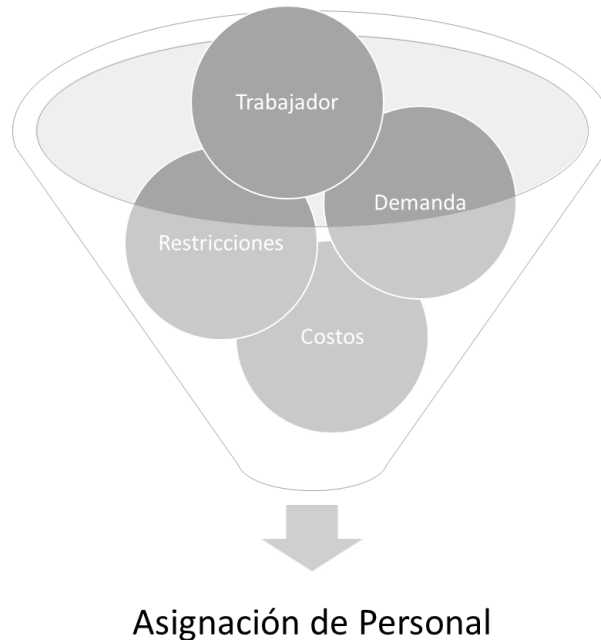 Trabajador
Demanda
Restricciones
Costos
Asignación de Personal